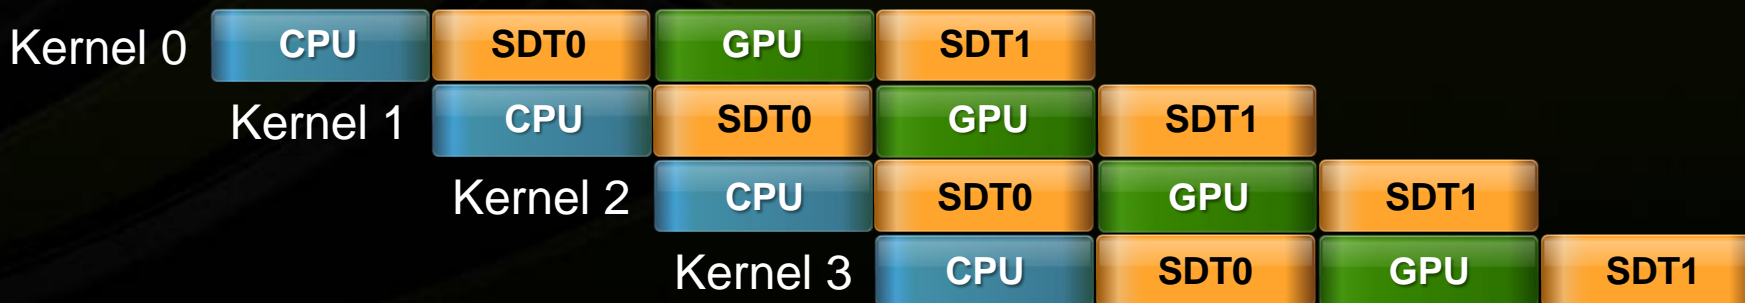 Kernel 0 CPU SDT0 GPU SDT1
Kernel 1 CPU SDT0 GPU SDT1
Kernel 2 CPU SDT0 GPU SDT1
Kernel 3 CPU SDT0 GPU SDT1